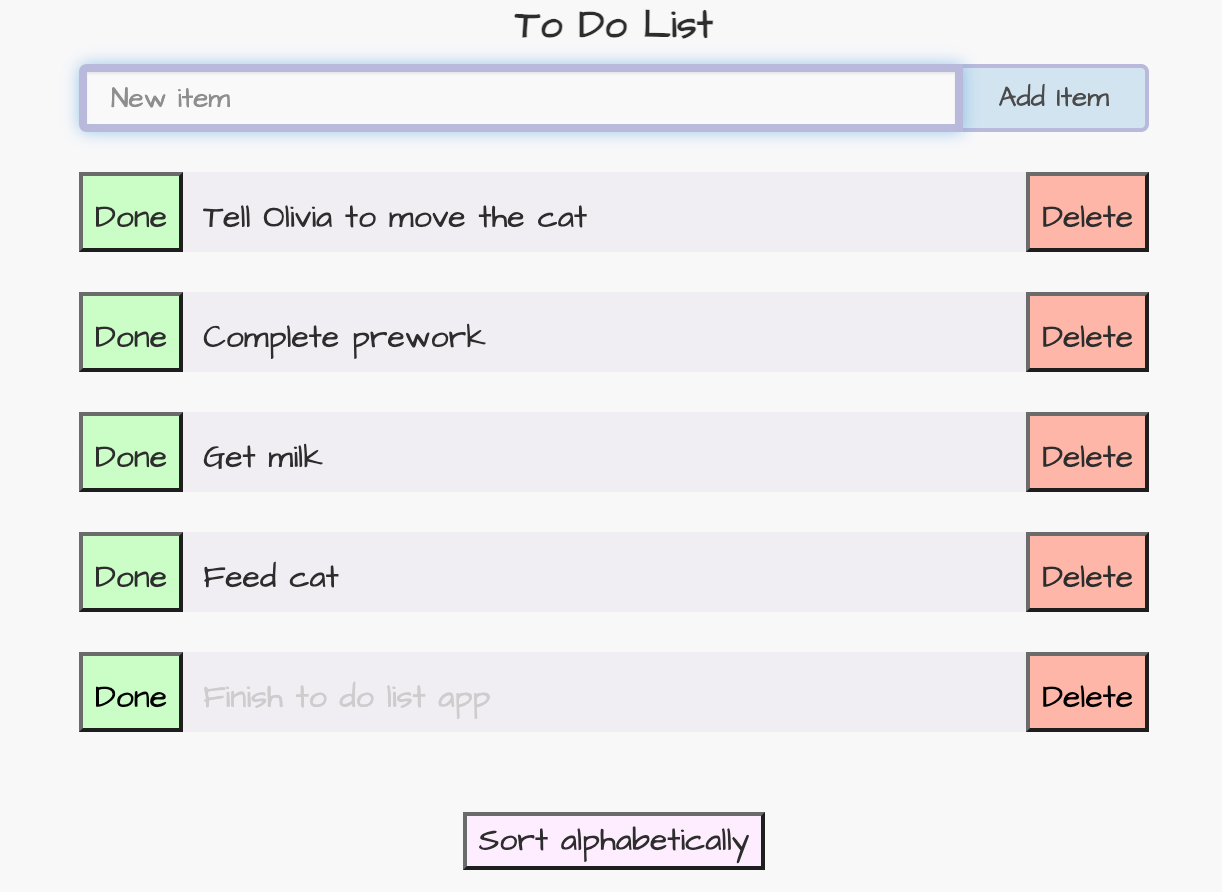 To Do List
New item Add Item
Done Tell Olivia to move the cat Delete
Done Complete prework Delete
Done Get milk Delete
Done Feed cat Delete
Done Finish to do list app Delete
Sort alphabetically